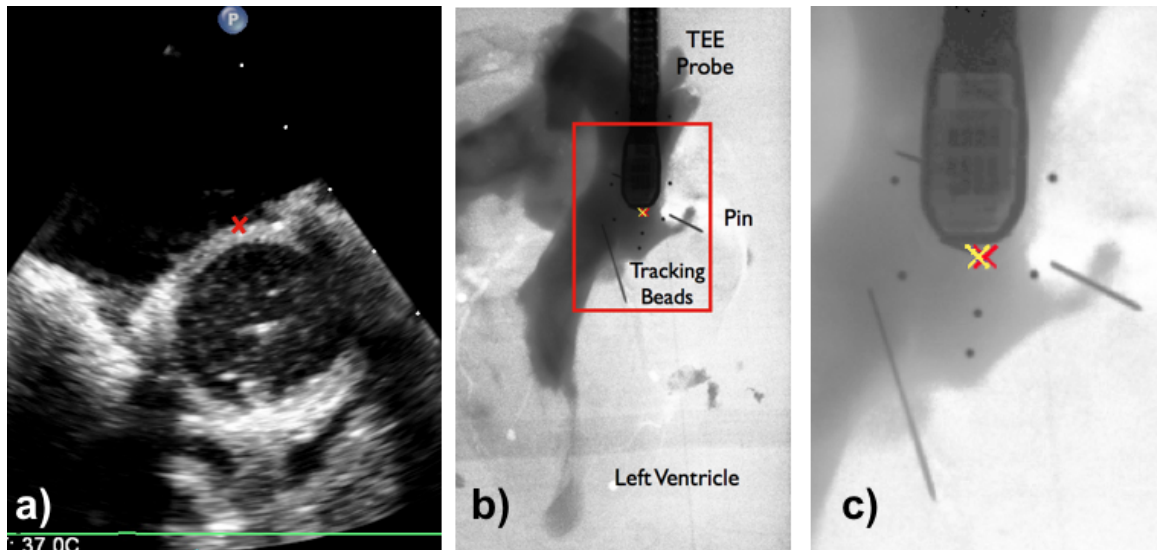 P
TEE
Probe
Pin
Tracking
Beads
Left Ventricle
a)
b)
c)
: 37.0C